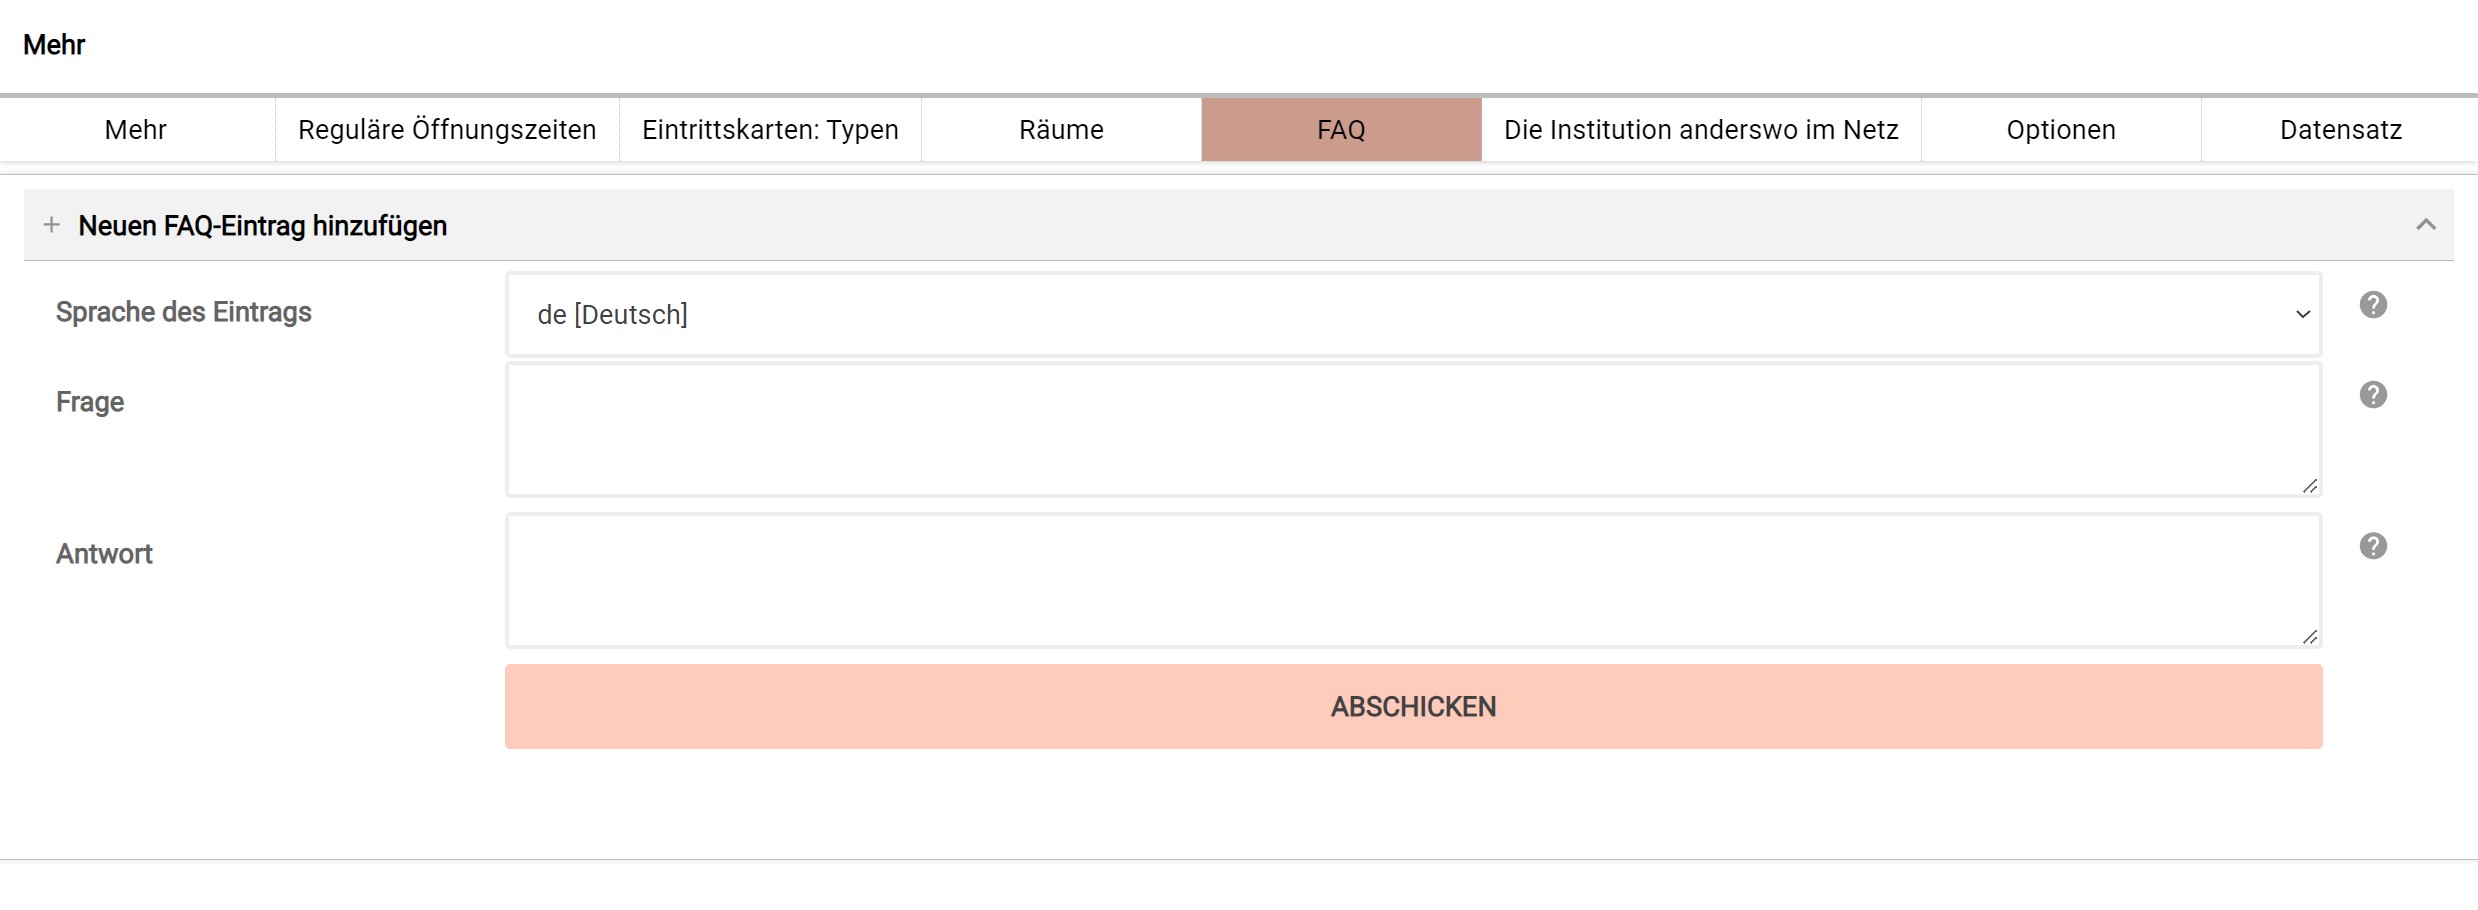 Mehr
Mehr Reguläre Öffnungszeiten Eintrittskarten: Typen Räume FAQ Die Institution anderswo im Netz Optionen Datensatz
+ Neuen FAQ-Eintrag hinzufügen
Sprache des Eintrags de [Deutsch] ?
Frage ?
Antwort ?
ABSCHICKEN